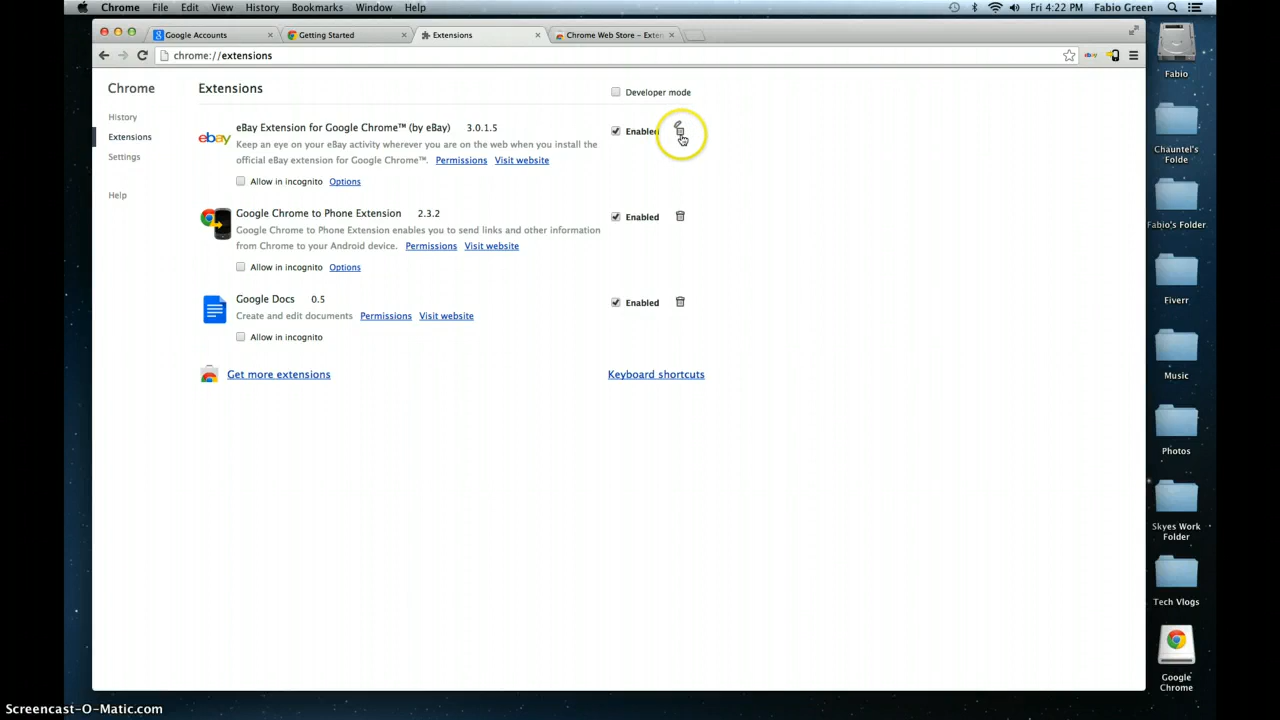 Chrome File Edit View History Bookmarks Window Help Fri 4:22 PM Fabio Green
Google Accounts Getting Started Extensions Chrome Web Store - Exten
chrome://extensions
Chrome
History
Extensions
Settings
Help
Extensions
Developer mode
ebay
eBay Extension for Google Chrome™ (by eBay) 3.0.1.5
Enabled
Keep an eye on your eBay activity wherever you are on the web when you install the
official eBay extension for Google Chrome™. Permissions Visit website
Allow in incognito Options
Google Chrome to Phone Extension 2.3.2
Enabled
Google Chrome to Phone Extension enables you to send links and other information
from Chrome to your Android device. Permissions Visit website
Allow in incognito Options
Google Docs 0.5
Enabled
Create and edit documents Permissions Visit website
Allow in incognito
Get more extensions
Keyboard shortcuts
Fabio
Chauntel's
Folde
Fabio's Folder
Fiverr
Music
Photos
Skyes Work
Folder
Tech Vlogs
Google
Chrome
Screencast-O-Matic.com